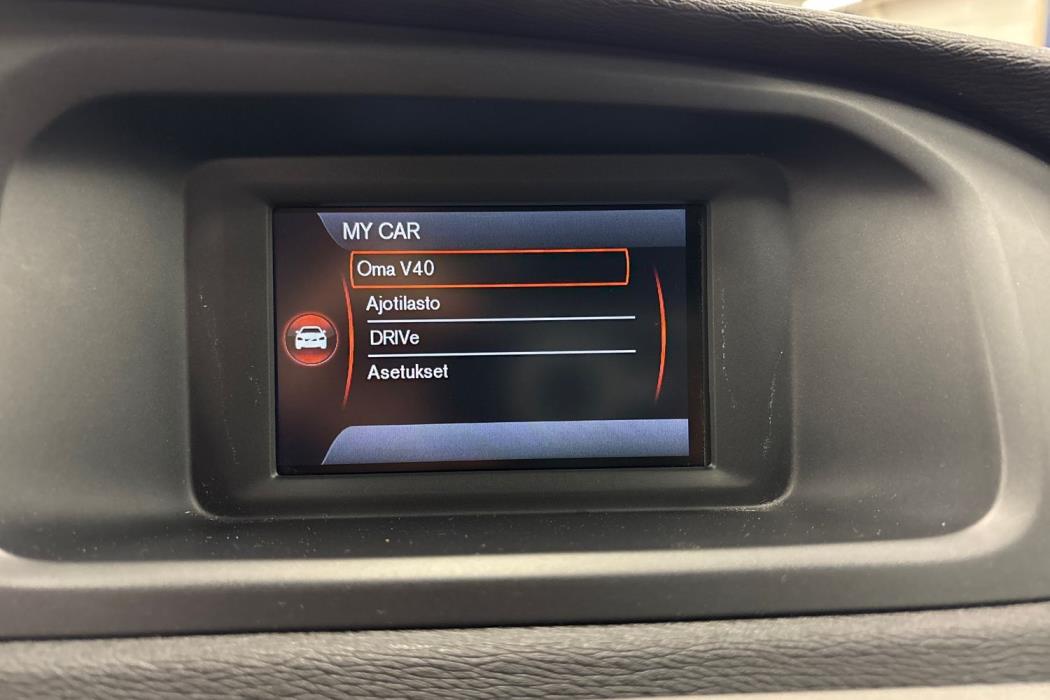 MY CAR
Oma V40
Ajotilasto
DRIVe
Asetukset